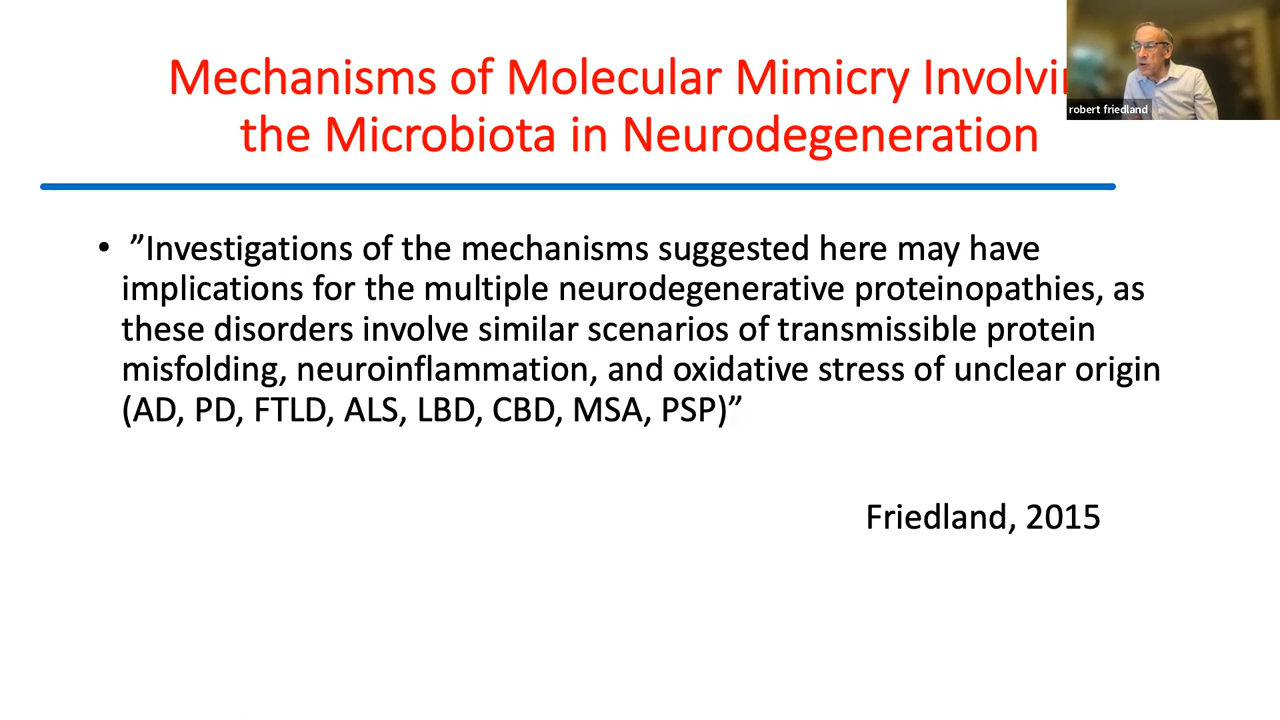 Mechanisms of Molecular Mimicry Involvin
the Microbiota in Neurodegeneration
robert friedland
• ”Investigations of the mechanisms suggested here may have
implications for the multiple neurodegenerative proteinopathies, as
these disorders involve similar scenarios of transmissible protein
misfolding, neuroinflammation, and oxidative stress of unclear origin
(AD, PD, FTLD, ALS, LBD, CBD, MSA, PSP)”
Friedland, 2015